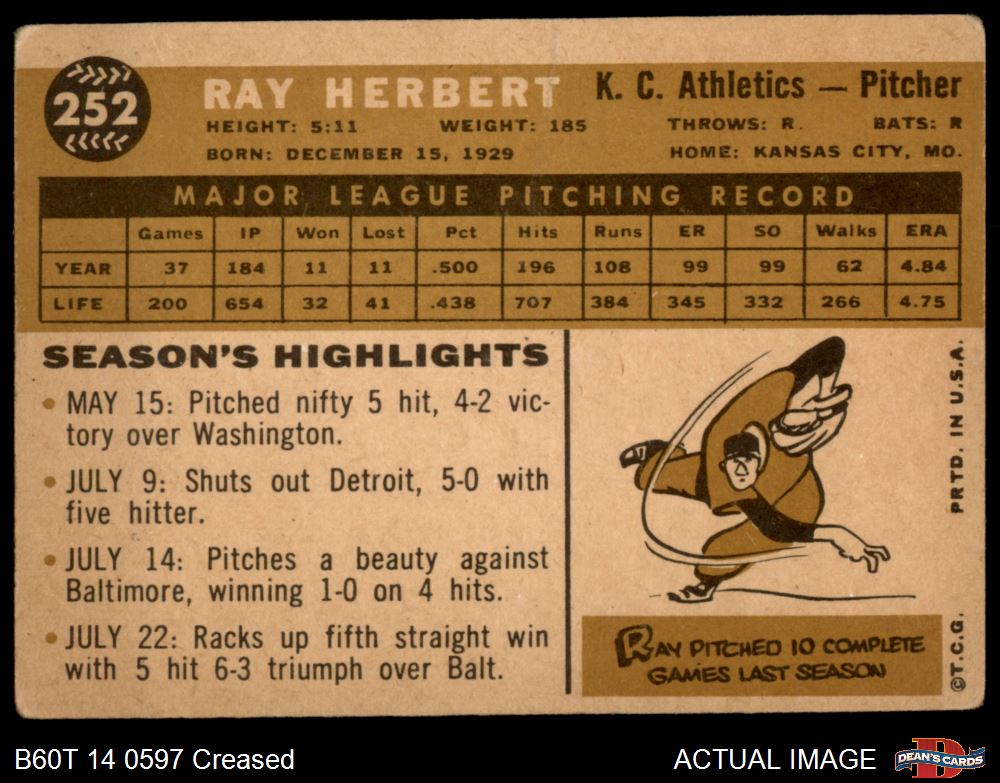 252
RAY HERBERT K. C. Athletics — Pitcher
HEIGHT: 5:11 WEIGHT: 185 THROWS: R. BATS: R
BORN: DECEMBER 15, 1929 HOME: KANSAS CITY, MO.
MAJOR LEAGUE PITCHING RECORD
Games IP Won Lost Pct Hits Runs ER SO Walks ERA
YEAR 37 184 11 11 .500 196 108 99 99 62 4.84
LIFE 200 654 32 41 .438 707 384 345 332 266 4.75
SEASON'S HIGHLIGHTS
• MAY 15: Pitched nifty 5 hit, 4-2 vic-
tory over Washington.
• JULY 9: Shuts out Detroit, 5-0 with
five hitter.
• JULY 14: Pitches a beauty against
Baltimore, winning 1-0 on 4 hits.
• JULY 22: Racks up fifth straight win
with 5 hit 6-3 triumph over Balt.
RAY PITCHED 10 COMPLETE
GAMES LAST SEASON
©T.C.G. PRTD. IN U.S.A.
B60T 14 0597 Creased ACTUAL IMAGE
D
DEAN'S CARDS